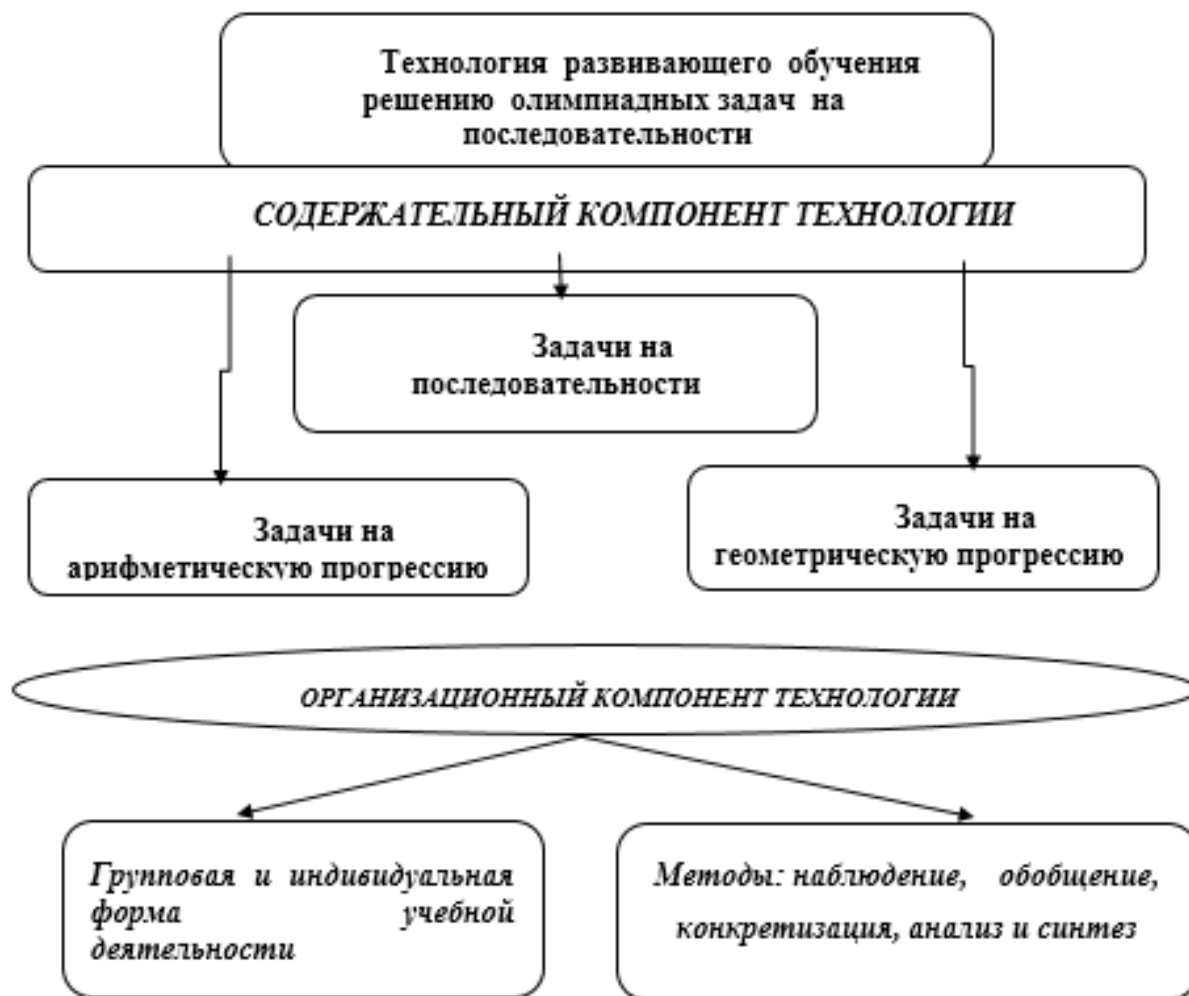 Технология развивающего обучения
решению олимпиадных задач на
последовательности
СОДЕРЖАТЕЛЬНЫЙ КОМПОНЕНТ ТЕХНОЛОГИИ
Задачи на
последовательности
Задачи на
арифметическую прогрессию
Задачи на
геометрическую прогрессию
ОРГАНИЗАЦИОННЫЙ КОМПОНЕНТ ТЕХНОЛОГИИ
Групповая и индивидуальная
форма учебной
деятельности
Методы: наблюдение, обобщение,
конкретизация, анализ и синтез